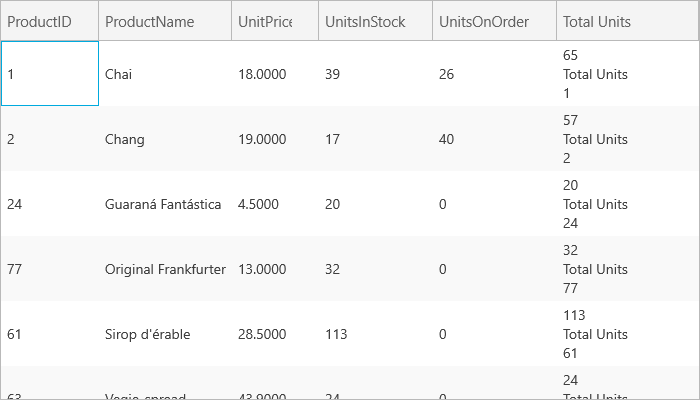 ProductID ProductName UnitPrice UnitsInStock UnitsOnOrder Total Units
65
1 Chai 18.0000 39 26 Total Units
1
57
2 Chang 19.0000 17 40 Total Units
2
20
24 Guaraná Fantástica 4.5000 20 0 Total Units
24
32
77 Original Frankfurter 13.0000 32 0 Total Units
77
113
61 Sirop d'érable 28.5000 113 0 Total Units
61
24
63 Vegie-spread 43.9000 24 0 Total Units